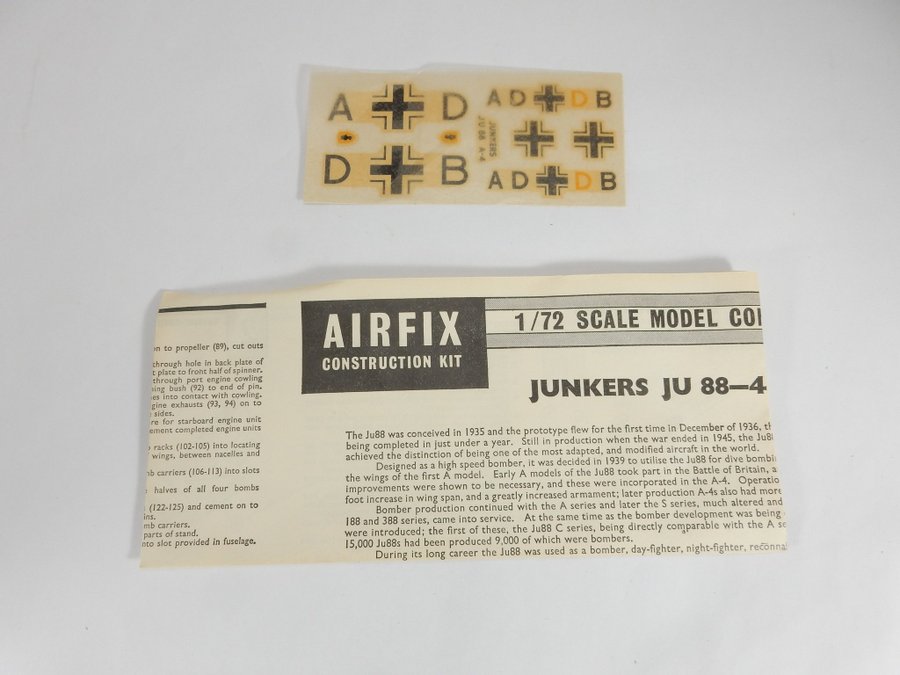 A D
D B
A D D B
JUNKERS
JU 88 A-4
A D D B
on to propeller (89), cut outs
through hole in back plate of
t plate to front half of spinner.
through port engine cowling
ning bush (92) to end of pin.
es into contact with cowling.
gine exhausts (93, 94) on to
sides.
re for starboard engine unit
ement completed engine units
racks (102-105) into locating
wings, between nacelles and
mb carriers (106-113) into slots
halves of all four bombs
(122-125) and cement on to
ins.
mb carriers.
parts of stand.
nto slot provided in fuselage.
AIRFIX
CONSTRUCTION KIT
1/72 SCALE MODEL CO
JUNKERS JU 88—4
The Ju88 was conceived in 1935 and the prototype flew for the first time in December of 1936, th
being completed in just under a year. Still in production when the war ended in 1945, the Ju88
achieved the distinction of being one of the most adapted, and modified aircraft in the world.
Designed as a high speed bomber, it was decided in 1939 to utilise the Ju88 for dive bombi
the wings of the first A model. Early A models of the Ju88 took part in the Battle of Britain, a
improvements were shown to be necessary, and these were incorporated in the A-4. Operatio
foot increase in wing span, and a greatly increased armament; later production A-4s also had more
Bomber production continued with the A series and later the S series, much altered and
188 and 388 series, came into service. At the same time as the bomber development was being
were introduced; the first of these, the Ju88 C series, being directly comparable with the A se
15,000 Ju88s had been produced 9,000 of which were bombers.
During its long career the Ju88 was used as a bomber, day-fighter, night-fighter, reconna